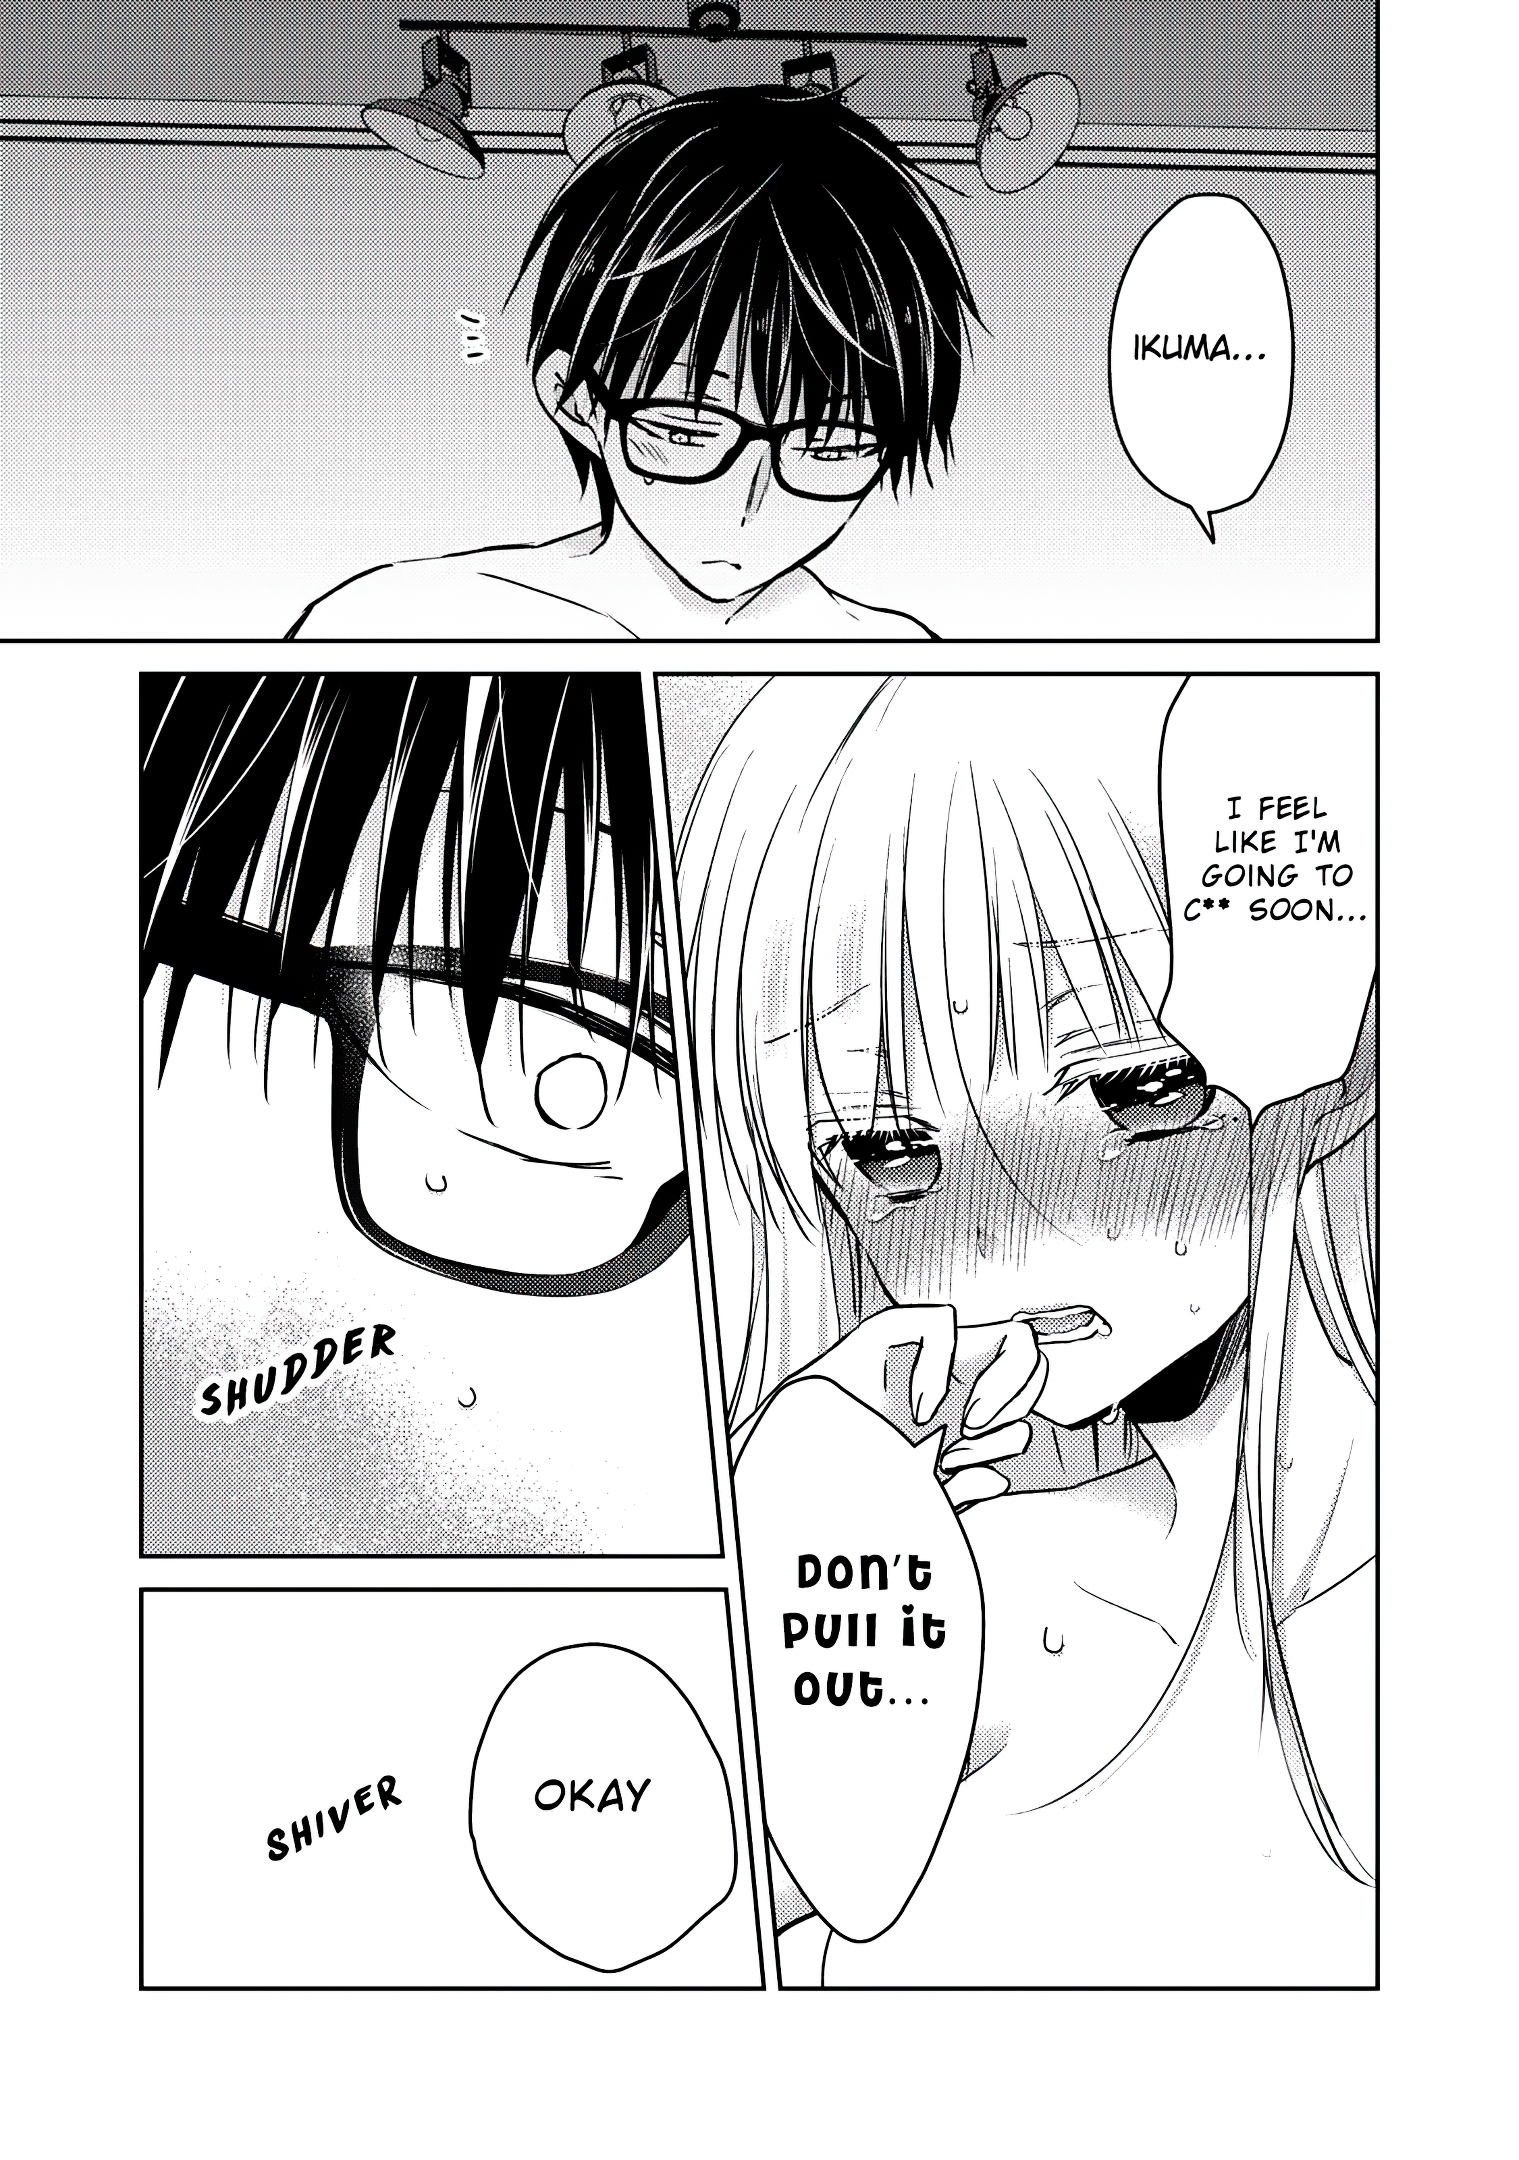 IKUMA...
I FEEL
LIKE I'M
GOING TO
C** SOON...
Don't
pull it
out...
SHUDDER
OKAY
SHIVER